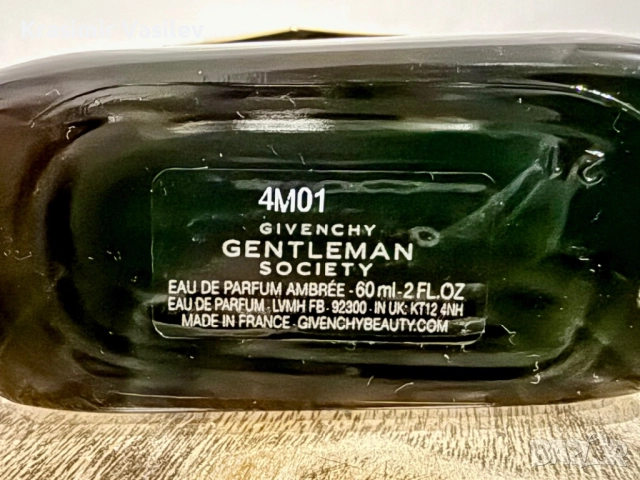 4M01
GIVENCHY
GENTLEMAN
SOCIETY
EAU DE PARFUM AMBRÉE - 60 ml - 2 FL.OZ
EAU DE PARFUM - LVMH FB - 92300 - IN UK: KT12 4NH
MADE IN FRANCE - GIVENCHYBEAUTY.COM